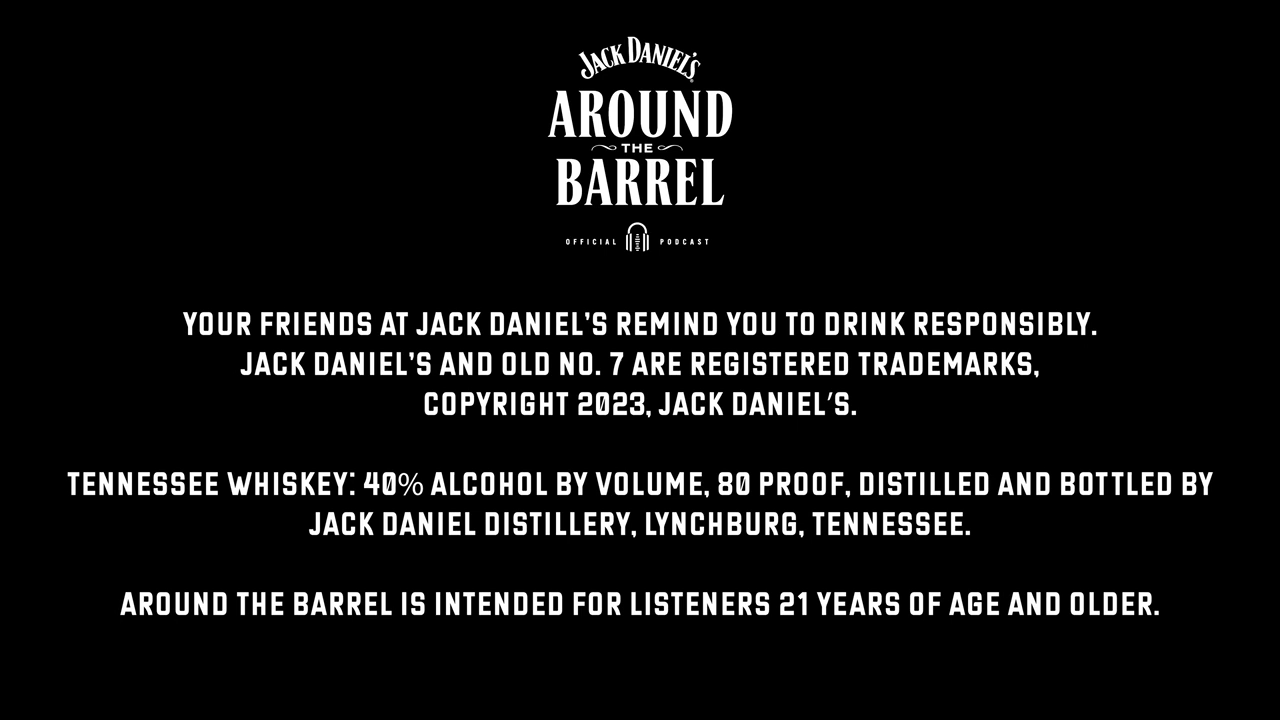 JACK DANIEL'S
AROUND
THE
BARREL
OFFICIAL PODCAST
YOUR FRIENDS AT JACK DANIEL'S REMIND YOU TO DRINK RESPONSIBLY.
JACK DANIEL'S AND OLD NO. 7 ARE REGISTERED TRADEMARKS,
COPYRIGHT 2023, JACK DANIEL'S.
TENNESSEE WHISKEY: 40% ALCOHOL BY VOLUME, 80 PROOF, DISTILLED AND BOTTLED BY
JACK DANIEL DISTILLERY, LYNCHBURG, TENNESSEE.
AROUND THE BARREL IS INTENDED FOR LISTENERS 21 YEARS OF AGE AND OLDER.